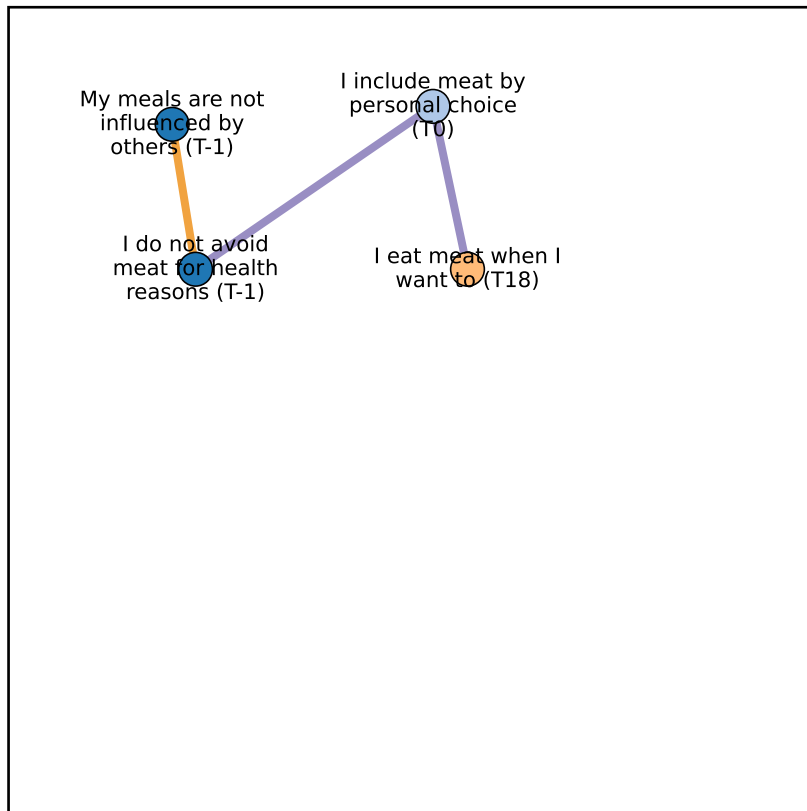 My meals are not
influenced by
others (T-1)
I include meat by
personal choice
(T0)
I do not avoid
meat for health
reasons (T-1)
I eat meat when I
want to (T18)